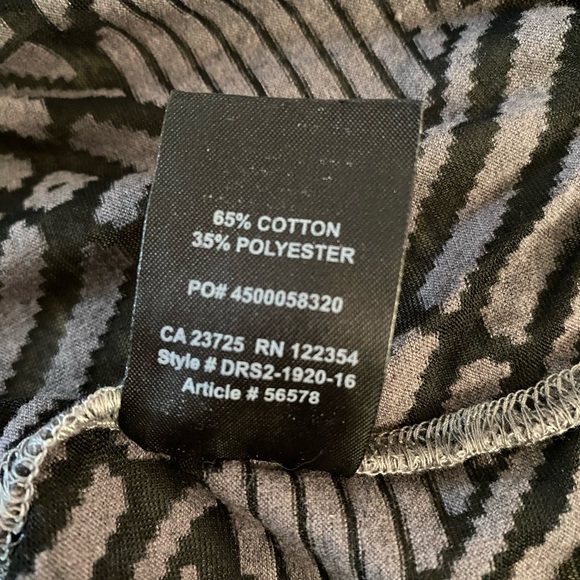 65% COTTON
35% POLYESTER
PO# 4500058320
CA 23725 RN 122354
Style # DRS2-1920-16
Article # 56578